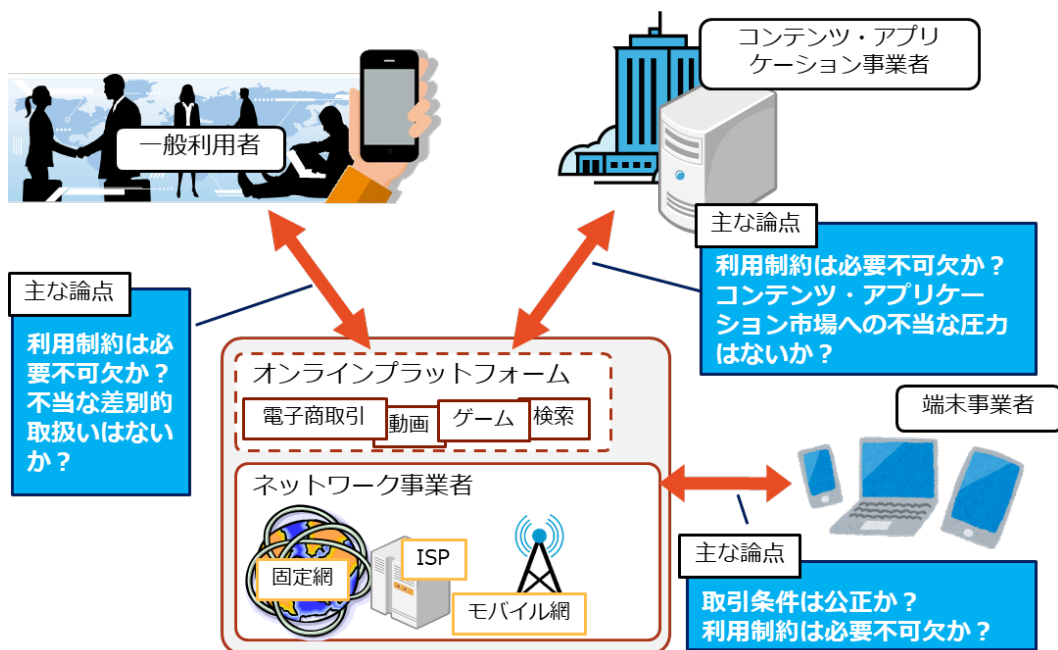 一般利用者
コンテンツ・アプリ
ケーション事業者
主な論点
利用制約は必
要不可欠か？
不当な差別的
取扱いはない
か？
主な論点
利用制約は必要不可欠か？
コンテンツ・アプリケー
ション市場への不当な圧力
はないか？
オンラインプラットフォーム
電子商取引
動画
ゲーム
検索
ネットワーク事業者
固定網
ISP
モバイル網
端末事業者
主な論点
取引条件は公正か？
利用制約は必要不可欠か？